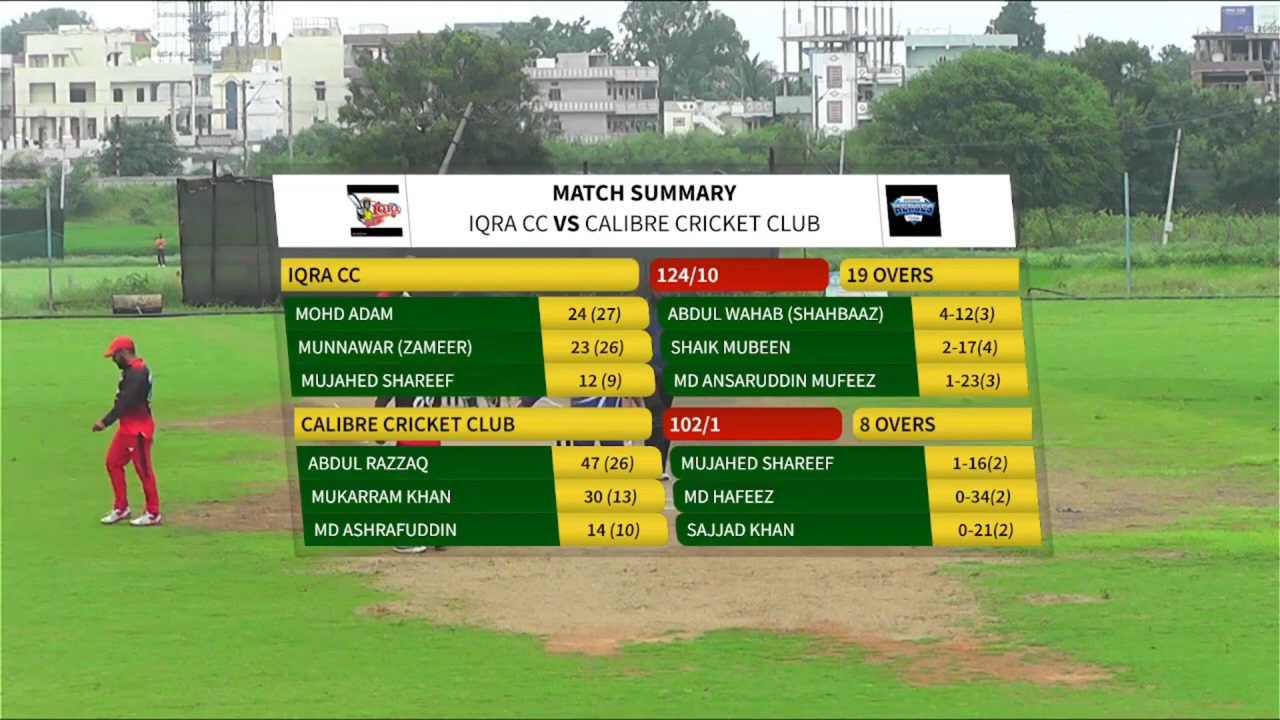 MATCH SUMMARY
IQRA CC VS CALIBRE CRICKET CLUB
IQRA CC 124/10 19 OVERS
MOHD ADAM 24 (27) ABDUL WAHAB (SHAHBAAZ) 4-12(3)
MUNNAWAR (ZAMEER) 23 (26) SHAIK MUBEEN 2-17(4)
MUJAHED SHAREEF 12 (9) MD ANSARUDDIN MUFEEZ 1-23(3)
CALIBRE CRICKET CLUB 102/1 8 OVERS
ABDUL RAZZAQ 47 (26) MUJAHED SHAREEF 1-16(2)
MUKARRAM KHAN 30 (13) MD HAFEEZ 0-34(2)
MD ASHRAFUDDIN 14 (10) SAJJAD KHAN 0-21(2)